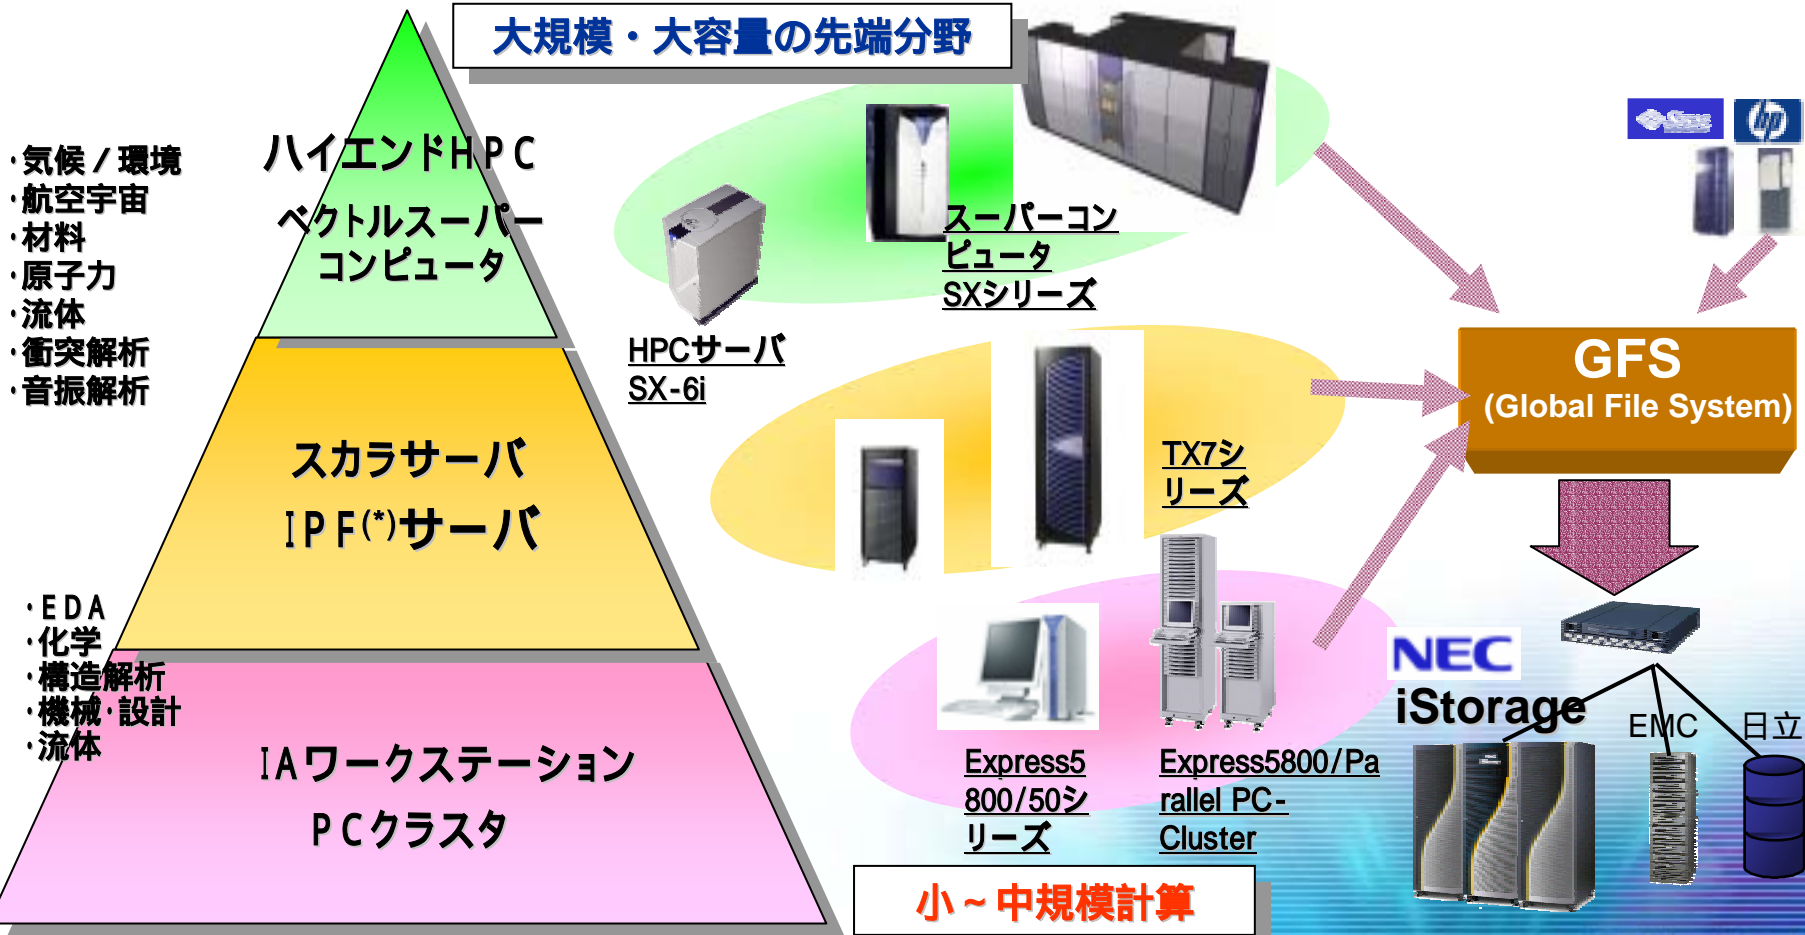 大規模・大容量の先端分野
ハイエンドHPC
ベクトルスーパー
コンピュータ
・気候／環境
・航空宇宙
・材料
・原子力
・流体
・衝突解析
・音振解析
スカラサーバ
IPF(*)サーバ
・EDA
・化学
・構造解析
・機械・設計
・流体
IAワークステーション
PCクラスタ
スーパーコン
ピュータ
SXシリーズ
HPCサーバ
SX-6i
TX7シ
リーズ
Express5
800/50シ
リーズ
Express5800/Pa
rallel PC-
Cluster
小～中規模計算
Sun
hp
GFS
(Global File System)
NEC
iStorage
EMC
日立